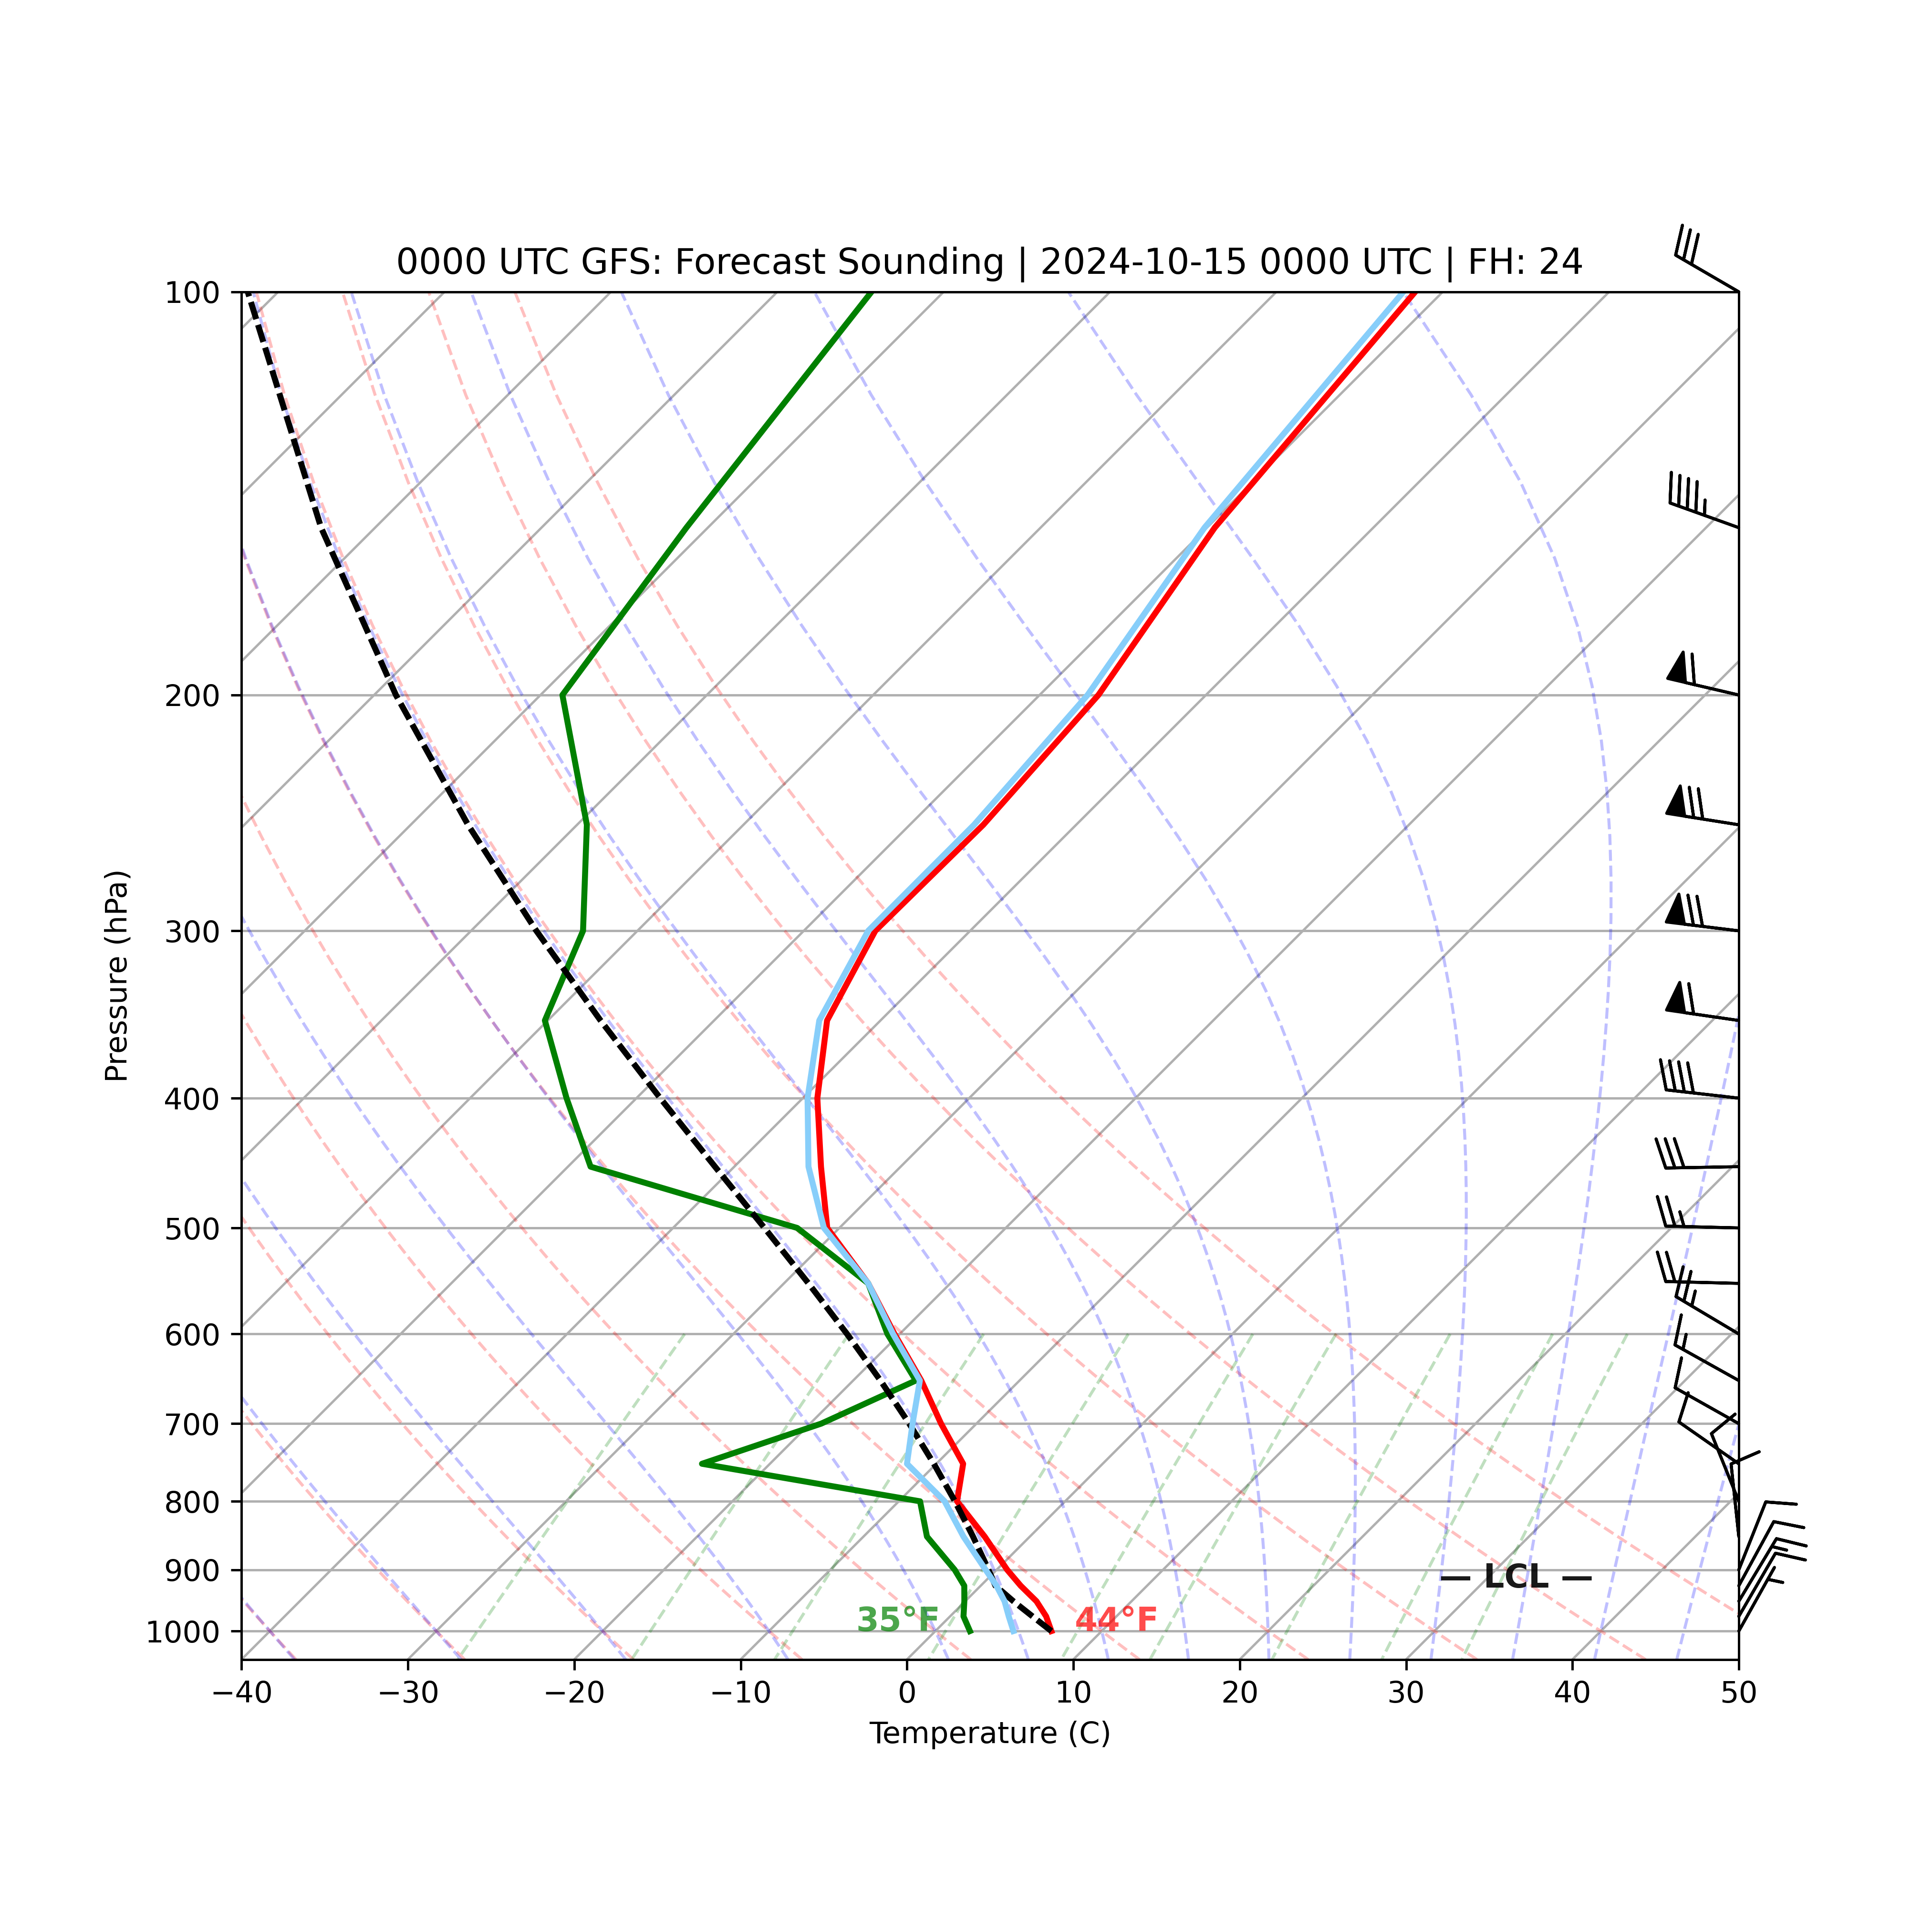 0000 UTC GFS: Forecast Sounding | 2024-10-15 0000 UTC | FH: 24
100
200
300
400
500
600
700
800
900
1000
Pressure (hPa)
— LCL —
35°F
44°F
−40 −30 −20 −10 0 10 20 30 40 50
Temperature (C)